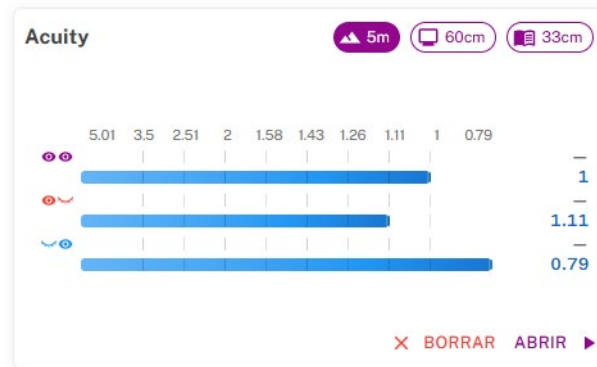 Acuity 5m 60cm 33cm
5.01 3.5 2.51 2 1.58 1.43 1.26 1.11 1 0.79
—
1
—
1.11
—
0.79
BORRAR ABRIR